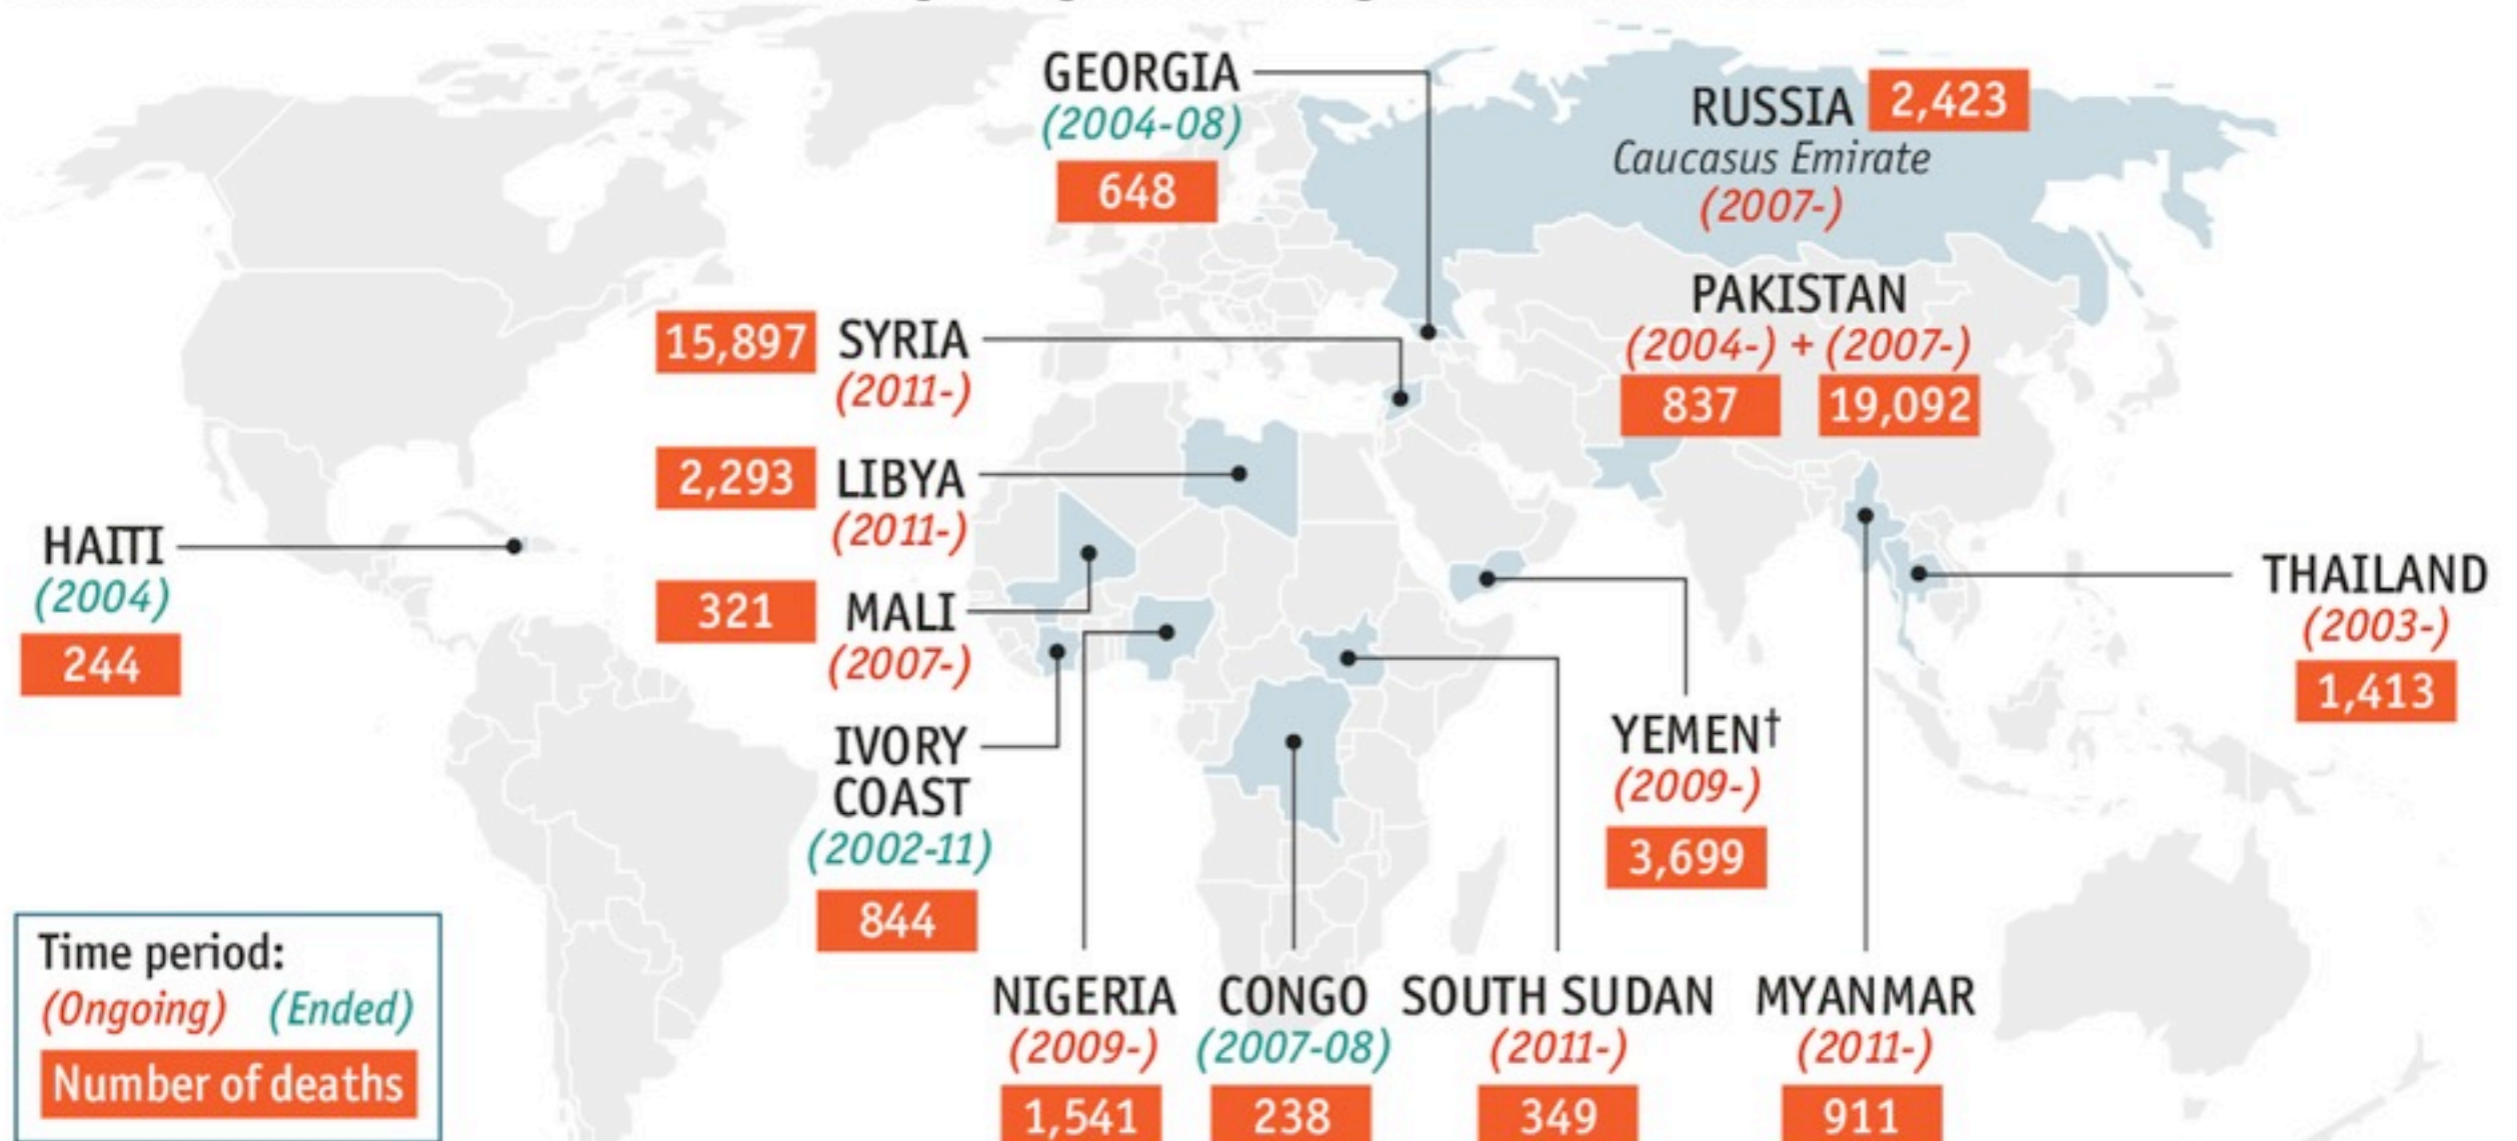 GEORGIA
(2004-08)
648
RUSSIA 2,423
Caucasus Emirate
(2007-)
PAKISTAN
(2004-) + (2007-)
837 19,092
15,897 SYRIA
(2011-)
2,293 LIBYA
(2011-)
HAITI
(2004)
244
321 MALI
(2007-)
THAILAND
(2003-)
1,413
IVORY
COAST
(2002-11)
844
YEMEN†
(2009-)
3,699
NIGERIA
(2009-)
1,541
CONGO
(2007-08)
238
SOUTH SUDAN
(2011-)
349
MYANMAR
(2011-)
911
Time period:
(Ongoing) (Ended)
Number of deaths